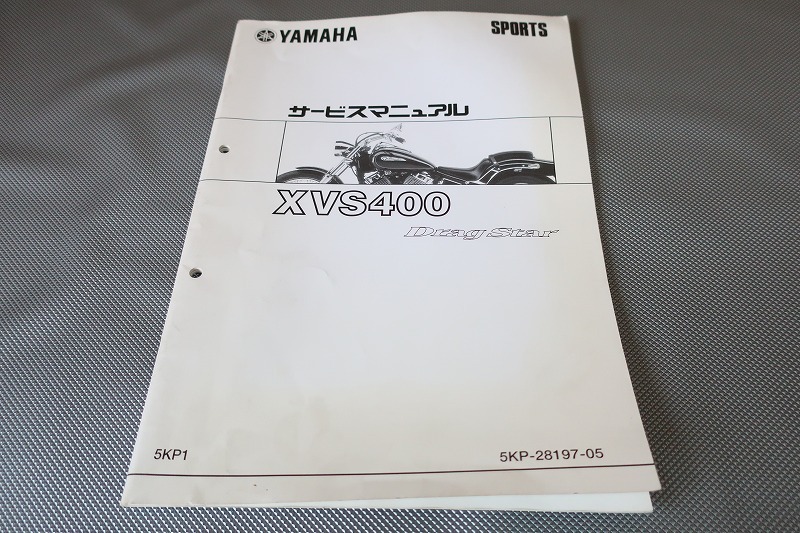 YAMAHA
SPORTS
サービスマニュアル
XVS400
Drag Star
5KP1
5KP-28197-05